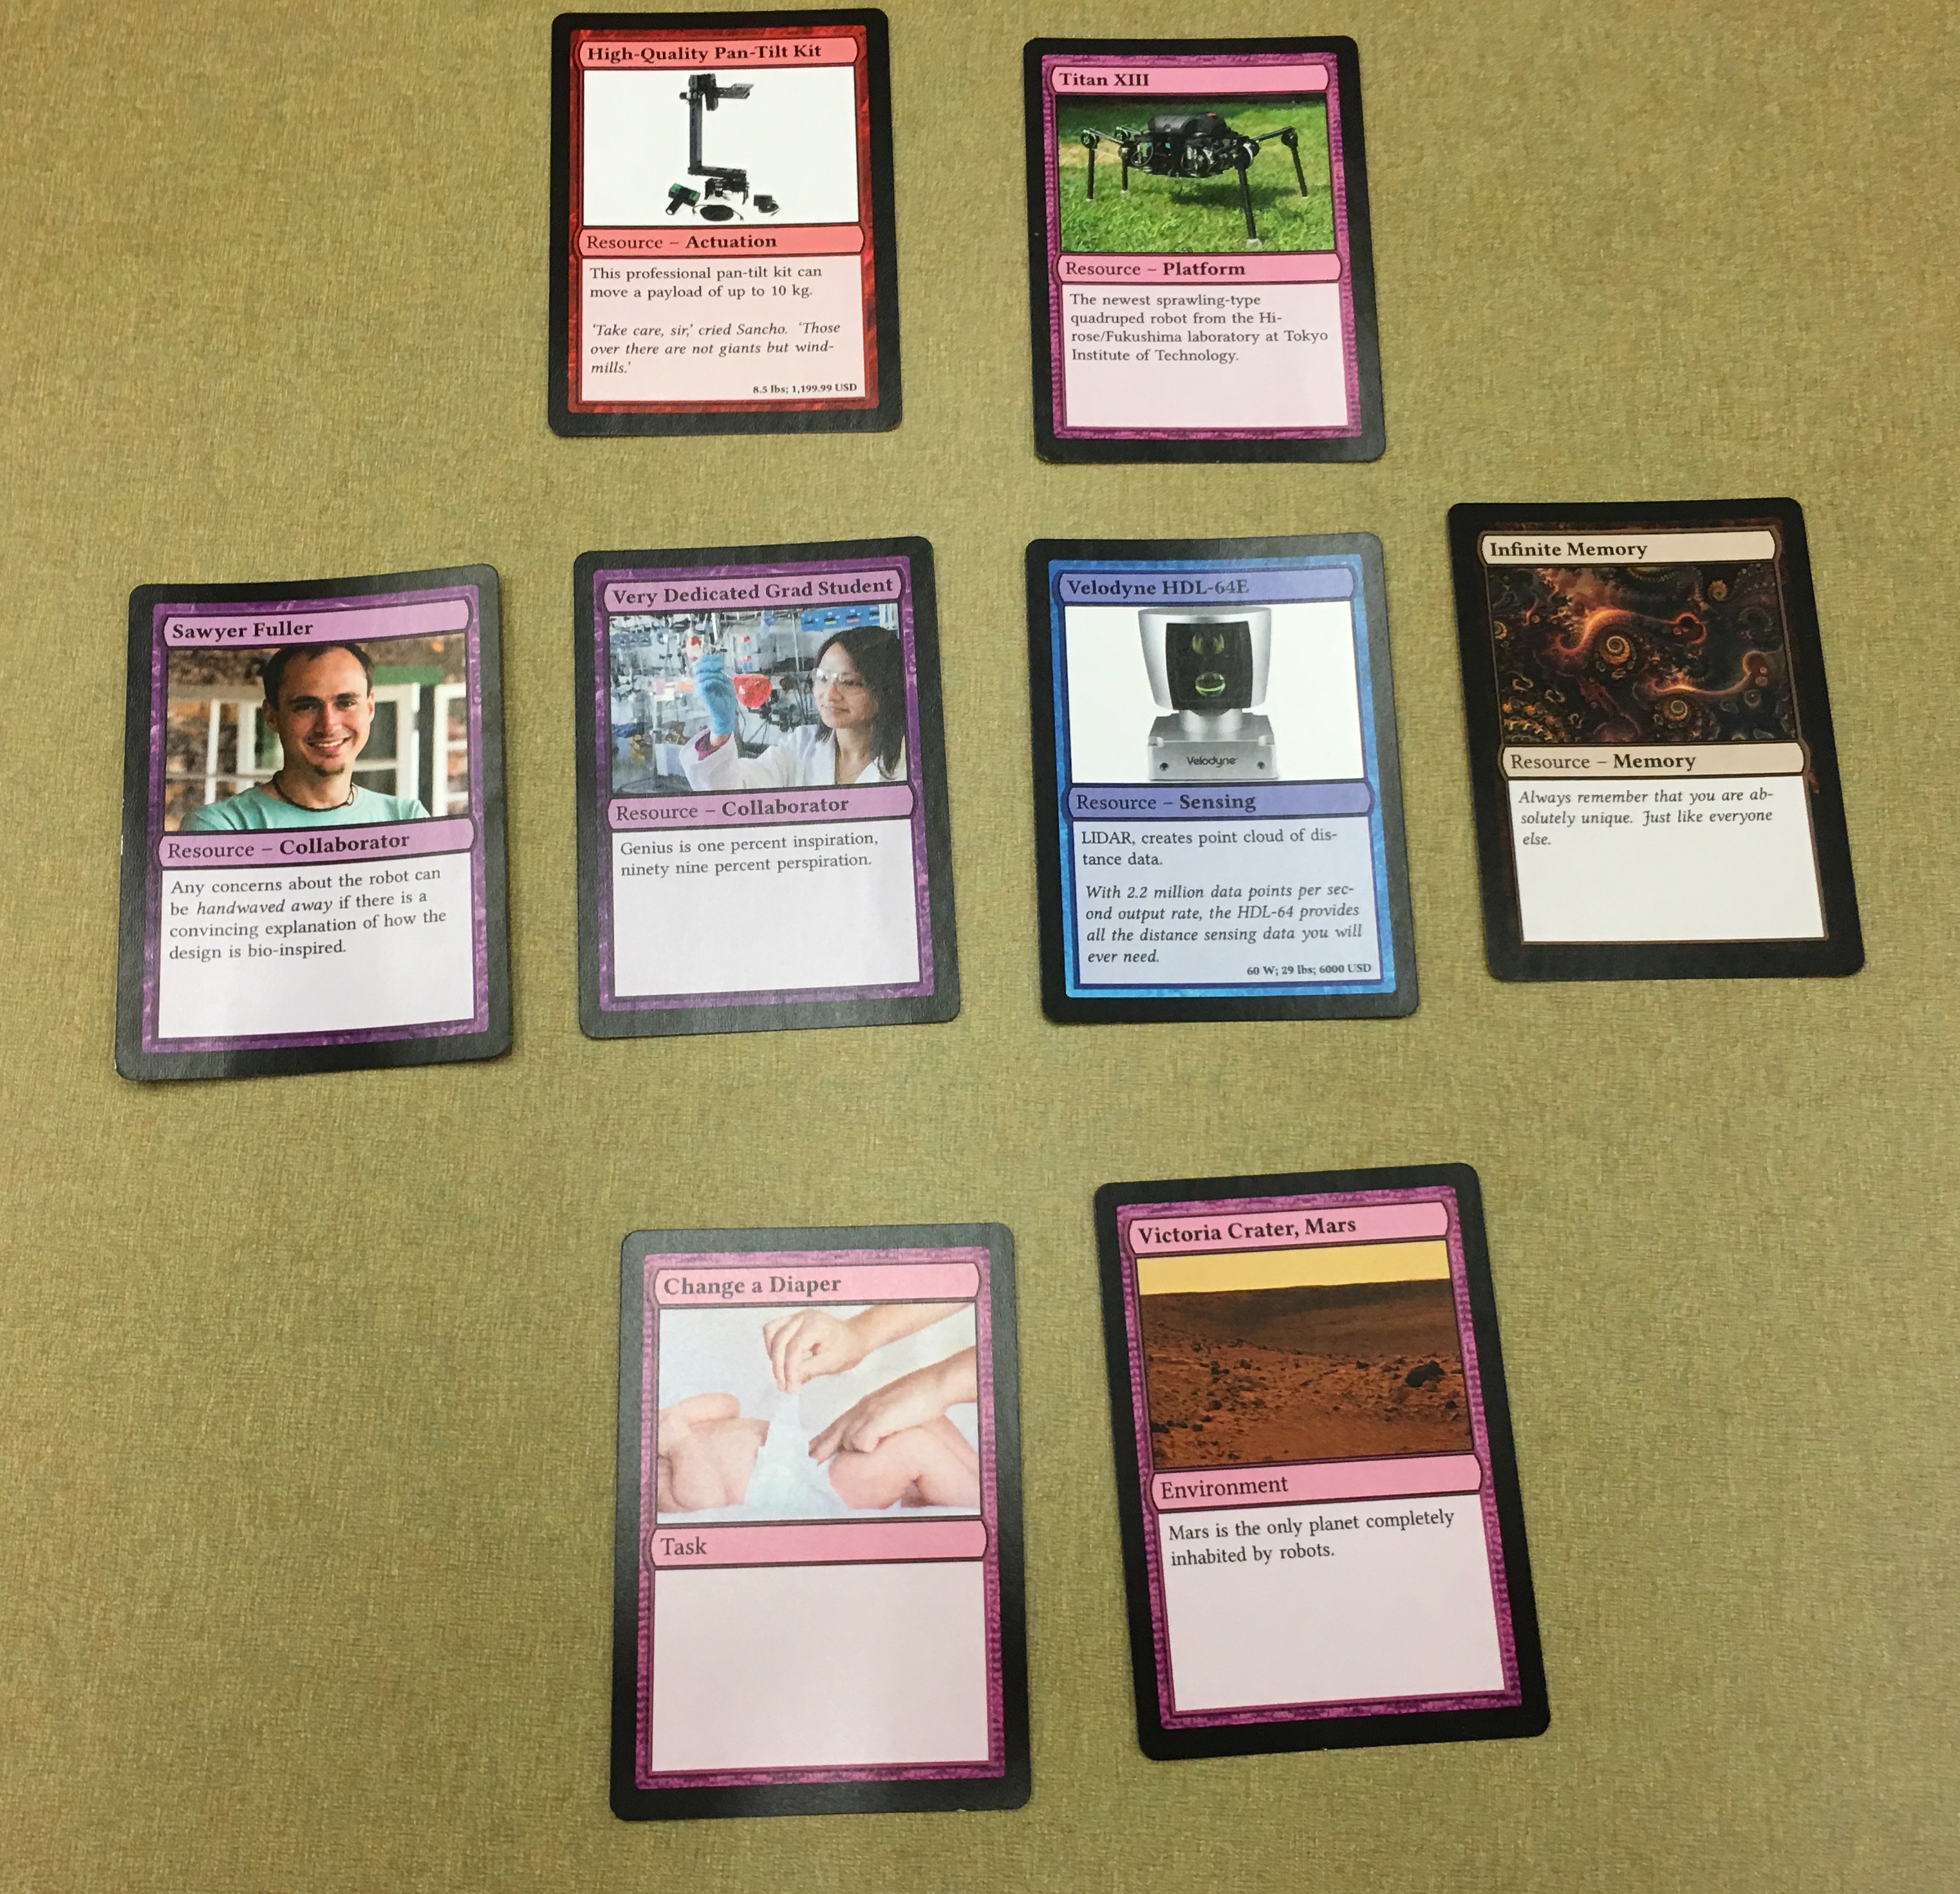 High-Quality Pan-Tilt Kit
Resource – Actuation
This professional pan-tilt kit can
move a payload of up to 10 kg.
'Take care, sir,' cried Sancho. 'Those
over there are not giants but wind-
mills.'
8.5 lbs; 1,199.99 USD
Titan XIII
Resource – Platform
The newest sprawling-type
quadruped robot from the Hi-
rose/Fukushima laboratory at Tokyo
Institute of Technology.
Sawyer Fuller
Resource – Collaborator
Any concerns about the robot can
be handwaved away if there is a
convincing explanation of how the
design is bio-inspired.
Very Dedicated Grad Student
Resource – Collaborator
Genius is one percent inspiration,
ninety nine percent perspiration.
Velodyne HDL-64E
Velodyne
Resource – Sensing
LIDAR, creates point cloud of dis-
tance data.
With 2.2 million data points per sec-
ond output rate, the HDL-64 provides
all the distance sensing data you will
ever need.
60 W; 29 lbs; 6000 USD
Infinite Memory
Resource – Memory
Always remember that you are ab-
solutely unique. Just like everyone
else.
Change a Diaper
Task
Victoria Crater, Mars
Environment
Mars is the only planet completely
inhabited by robots.